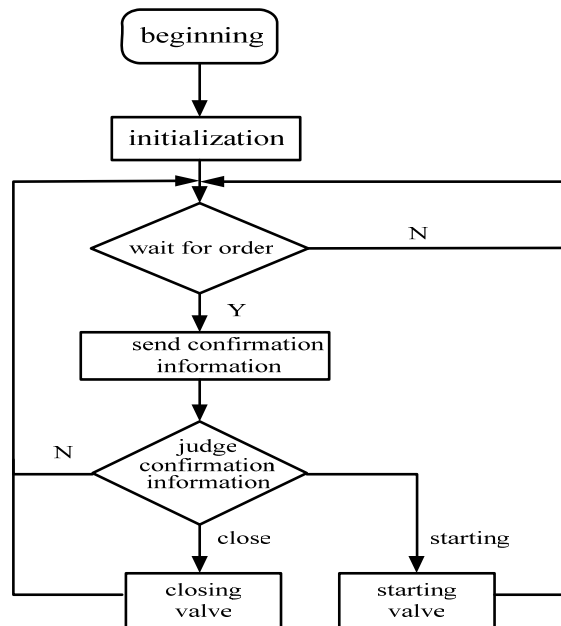 beginning
initialization
wait for order
N
Y
send confirmation
information
judge
confirmation
information
N
close
starting
closing
valve
starting
valve